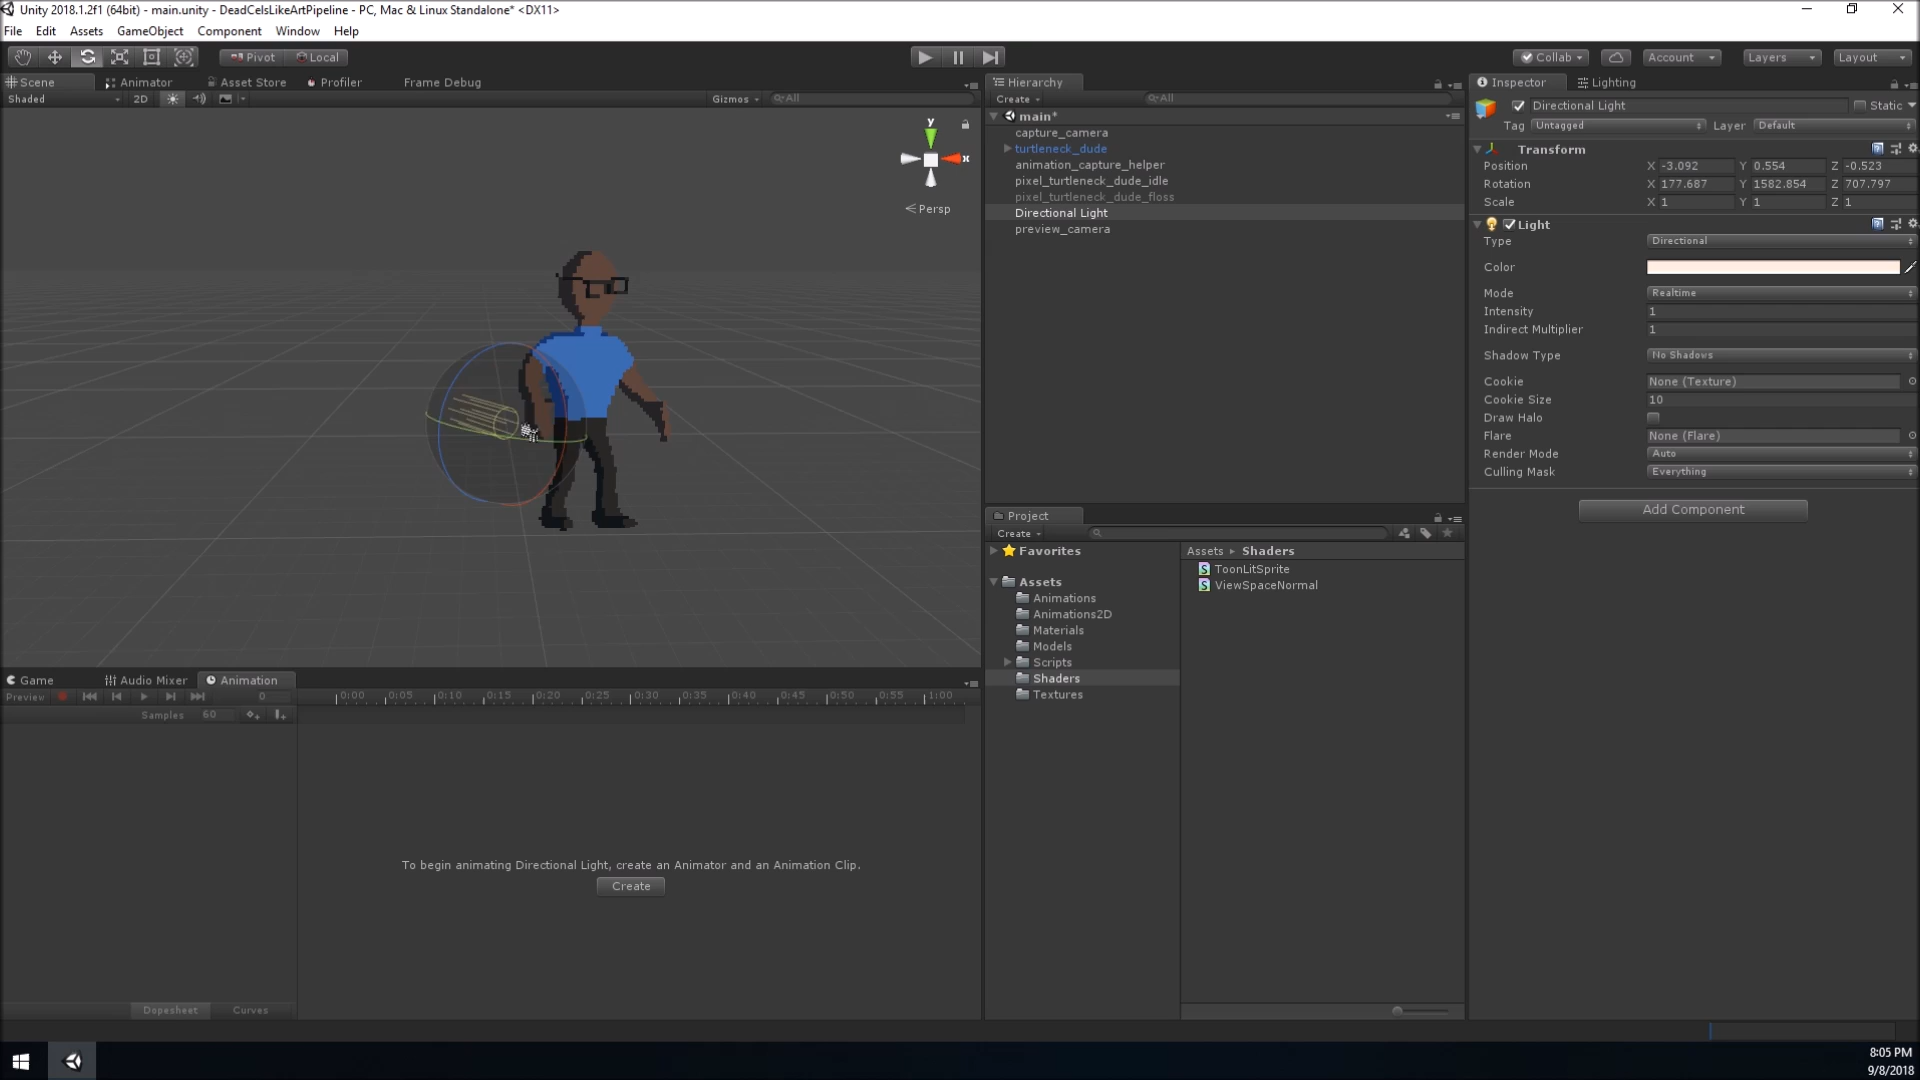 Unity 2018.1.2f1 (64bit) - main.unity - DeadCelsLikeArtPipeline - PC, Mac & Linux Standalone* <DX11>
File Edit Assets GameObject Component Window Help
Pivot Local Collab Account Layers Layout
Scene Animator Asset Store Profiler Frame Debug
Shaded 2D Gizmos All
y
x
Persp
Hierarchy
Create All
main*
capture_camera
turtleneck_dude
animation_capture_helper
pixel_turtleneck_dude_idle
pixel_turtleneck_dude_floss
Directional Light
preview_camera
Inspector Lighting
Directional Light Static
Tag Untagged Layer Default
Transform
Position X -3.092 Y 0.554 Z -0.523
Rotation X 177.687 Y 1582.854 Z 707.797
Scale X 1 Y 1 Z 1
Light
Type Directional
Color
Mode Realtime
Intensity 1
Indirect Multiplier 1
Shadow Type No Shadows
Cookie None (Texture)
Cookie Size 10
Draw Halo
Flare None (Flare)
Render Mode Auto
Culling Mask Everything
Add Component
Project
Create
Favorites
Assets
Animations
Animations2D
Materials
Models
Scripts
Shaders
Textures
Assets Shaders
ToonLitSprite
ViewSpaceNormal
Game Audio Mixer Animation
Preview 0 0:00 0:05 0:10 0:15 0:20 0:25 0:30 0:35 0:40 0:45 0:50 0:55 1:00
Samples 60
To begin animating Directional Light, create an Animator and an Animation Clip.
Create
Dopesheet Curves
8:05 PM
9/8/2018